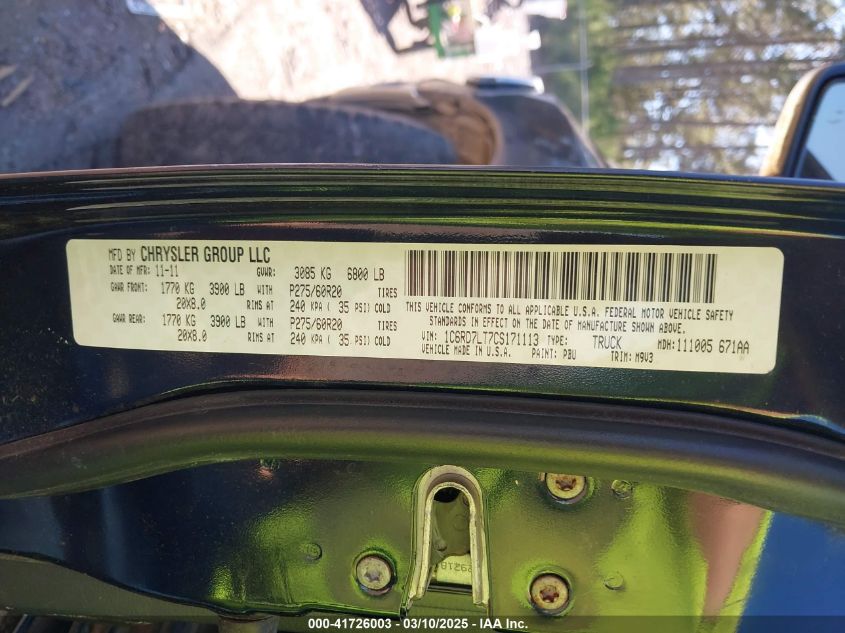 MFD BY CHRYSLER GROUP LLC
DATE OF MFR 11-11 GVWR: 3085 KG 6800 LB
GAWR FRONT: 1770 KG 3900 LB WITH P275/60R20 TIRES
20X8.0 RIMS AT 240 KPA ( 35 PSI) COLD
GAWR REAR: 1770 KG 3900 LB WITH P275/60R20 TIRES
20X8.0 RIMS AT 240 KPA ( 35 PSI) COLD
THIS VEHICLE CONFORMS TO ALL APPLICABLE U.S.A. FEDERAL MOTOR VEHICLE SAFETY
STANDARDS IN EFFECT ON THE DATE OF MANUFACTURE SHOWN ABOVE.
VIN: 1C6RD7LT7CS171113 TYPE: TRUCK MDH:111005 671AA
VEHICLE MADE IN U.S.A. PAINT: PBU TRIM: M9V3
000-41726003 — 03/10/2025 — IAA Inc.